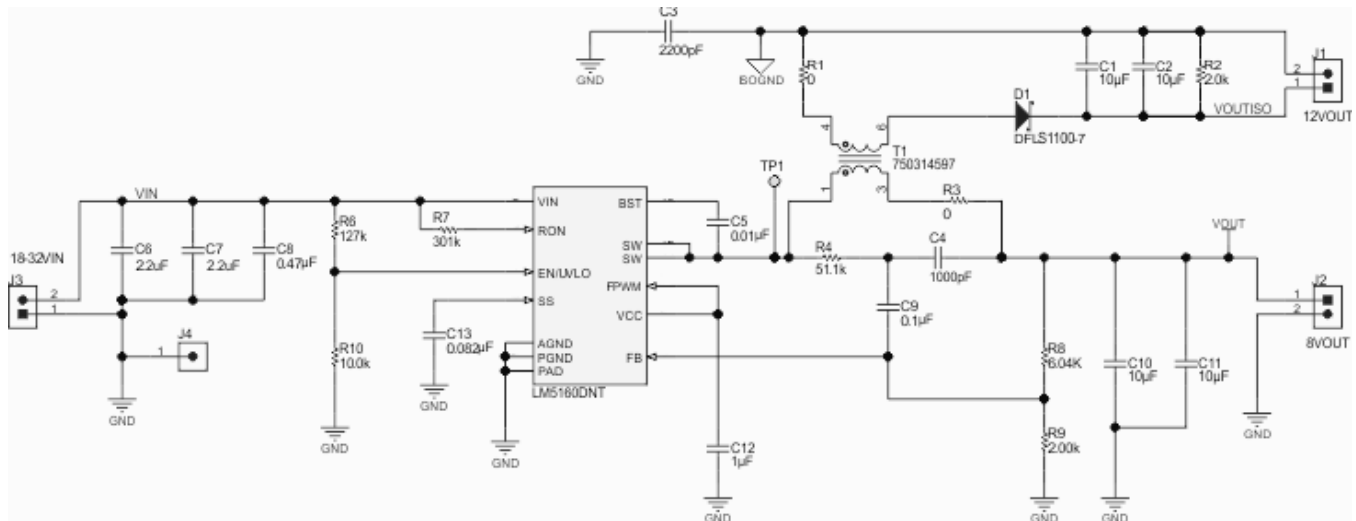 C3
2200pF
GND
BOGND
R1
0
C1
10µF
C2
10µF
R2
2.0k
J1
2
1
12VOUT
VOUTISO
D1
DFLS1100-7
4
6
T1
750314597
1
3
TP1
R3
0
VIN
18-32VIN
J3
2
1
C6
2.2uF
C7
2.2uF
C8
0.47µF
R6
127k
R7
301k
R10
10.0k
J4
1
GND
GND
C13
0.082µF
GND
GND
VIN
RON
EN/UVLO
SS
AGND
PGND
PAD
BST
SW
SW
FPWM
VCC
FB
LM5160DNT
C5
0.01µF
R4
51.1k
C4
1000pF
C9
0.1µF
C12
1µF
GND
R8
6.04K
R9
2.00k
GND
C10
10µF
C11
10µF
GND
VOUT
J2
1
2
8VOUT
GND